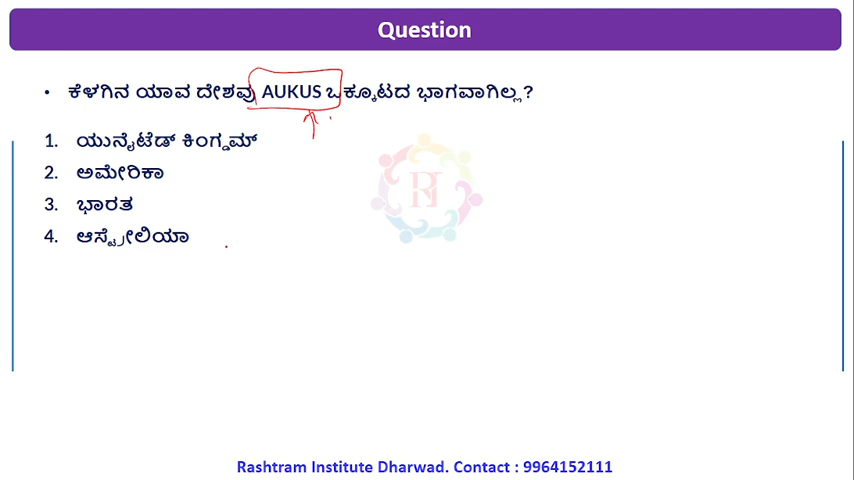 Question
• ಕೆಳಗಿನ ಯಾವ ದೇಶವು AUKUS ಒಕ್ಕೂಟದ ಭಾಗವಾಗಿಲ್ಲ?
1. ಯುನೈಟೆಡ್ ಕಿಂಗ್ಡಮ್
2. ಅಮೇರಿಕಾ
3. ಭಾರತ
4. ಆಸ್ಟ್ರೇಲಿಯಾ
Rashtram Institute Dharwad. Contact : 9964152111